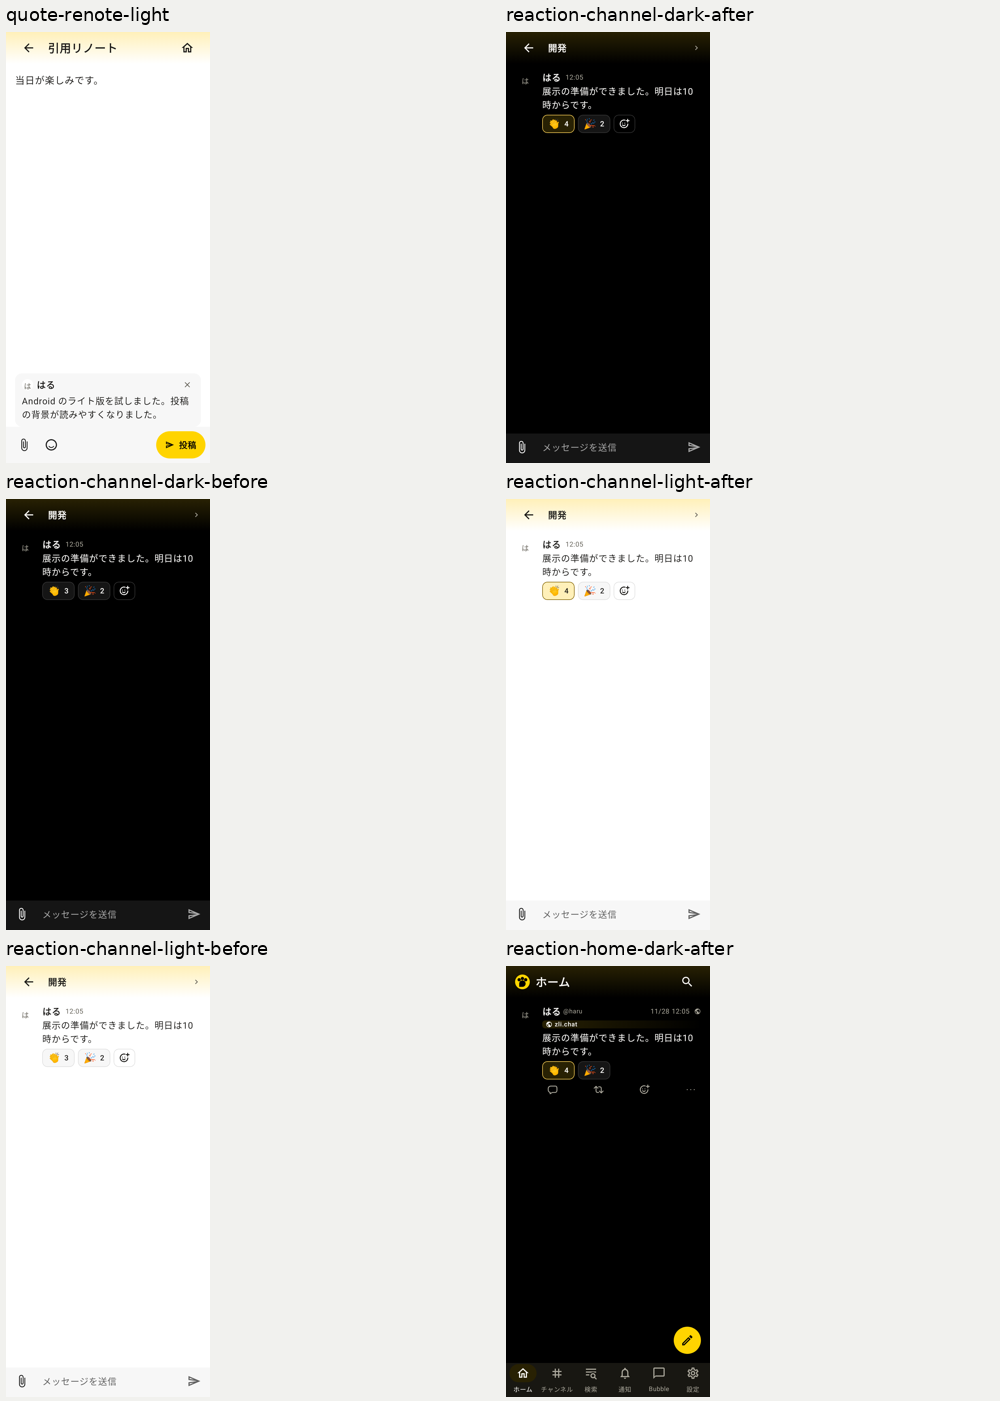 quote-renote-light
引用リノート
当日が楽しみです。
は はる
Android のライト版を試しました。投稿
の背景が読みやすくなりました。
投稿
reaction-channel-dark-after
開発
は はる 12:05
展示の準備ができました。明日は10
時からです。
4 2
メッセージを送信
reaction-channel-dark-before
開発
は はる 12:05
展示の準備ができました。明日は10
時からです。
3 2
メッセージを送信
reaction-channel-light-after
開発
は はる 12:05
展示の準備ができました。明日は10
時からです。
4 2
メッセージを送信
reaction-channel-light-before
開発
は はる 12:05
展示の準備ができました。明日は10
時からです。
3 2
メッセージを送信
reaction-home-dark-after
ホーム
は はる @haru 11/28 12:05
zli.chat
展示の準備ができました。明日は10
時からです。
4 2
ホーム チャンネル 検索 通知 Bubble 設定